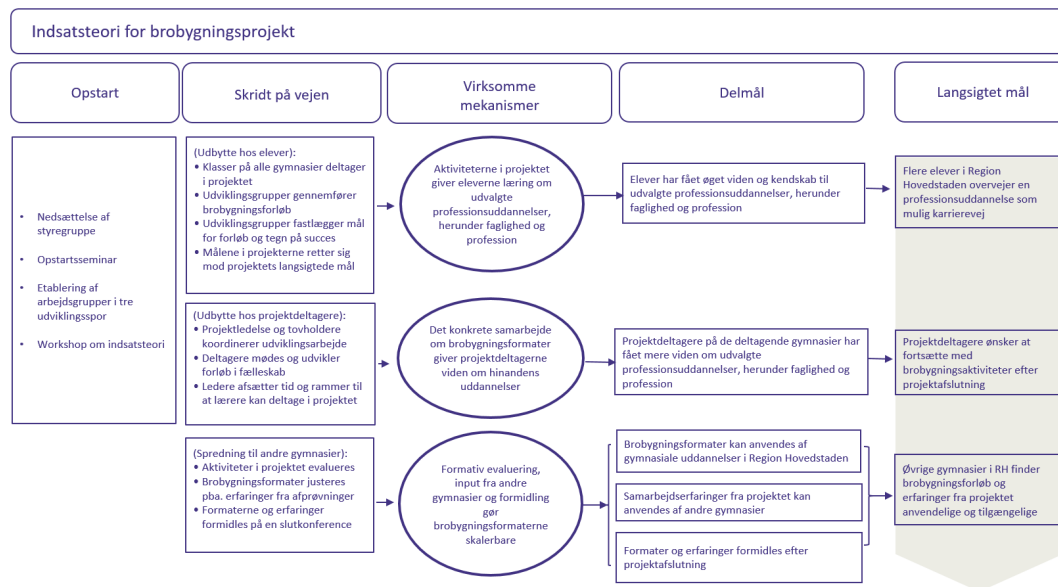 Indsatsteori for brobygningsprojekt
Opstart
Skridt på vejen
Virksomme
mekanismer
Delmål
Langsigtet mål
• Nedsættelse af
styregruppe
• Opstartsseminar
• Etablering af
arbejdsgrupper i tre
udviklingsspor
• Workshop om indsatsteori
(Udbytte hos elever):
• Klasser på alle gymnasier deltager
i projektet
• Udviklingsgrupper gennemfører
brobygningsforløb
• Udviklingsgrupper fastlægger mål
for forløb og tegn på succes
• Målene i projekterne retter sig
mod projektets langsigtede mål
Aktiviteterne i projektet
giver eleverne læring om
udvalgte
professionsuddannelser,
herunder faglighed og
profession
Elever har fået øget viden og kendskab til
udvalgte professionsuddannelser, herunder
faglighed og profession
Flere elever i Region
Hovedstaden overvejer en
professionsuddannelse som
mulig karrierevej
(Udbytte hos projektdeltagere):
• Projektledelse og tovholdere
koordinerer udviklingsarbejde
• Deltagere mødes og udvikler
forløb i fælleskab
• Ledere afsætter tid og rammer til
at lærere kan deltage i projektet
Det konkrete samarbejde
om brobygningsformater
giver projektdeltagerne
viden om hinandens
uddannelser
Projektdeltagere på de deltagende gymnasier har
fået mere viden om udvalgte
professionsuddannelser, herunder faglighed og
profession
Projektdeltagere ønsker at
fortsætte med
brobygningsaktiviteter efter
projektafslutning
(Spredning til andre gymnasier):
• Aktiviteter i projektet evalueres
• Brobygningsformater justeres
pba. erfaringer fra afprøvninger
• Formaterne og erfaringer
formidles på en slutkonference
Formativ evaluering,
input fra andre
gymnasier og formidling
gør
brobygningsformaterne
skalerbare
Brobygningsformater kan anvendes af
gymnasiale uddannelser i Region Hovedstaden
Samarbejdserfaringer fra projektet kan
anvendes af andre gymnasier
Formater og erfaringer formidles efter
projektafslutning
Øvrige gymnasier i RH finder
brobygningsforløb og
erfaringer fra projektet
anvendelige og tilgængelige